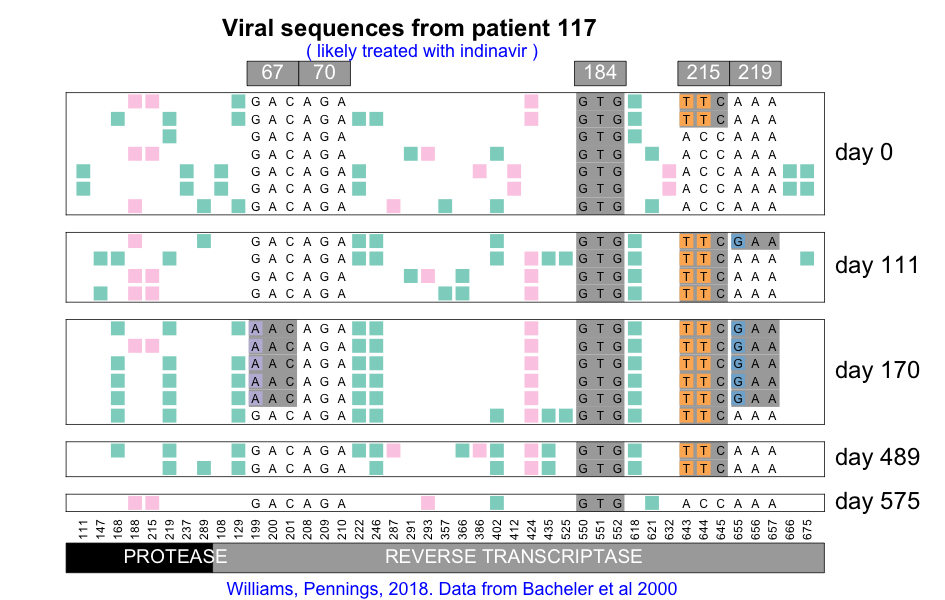 Viral sequences from patient 117
( likely treated with indinavir )
67 70 184 215 219
G A C A G A G T G T T C A A A
G A C A G A G T G T T C A A A
G A C A G A G T G A C C A A A
G A C A G A G T G A C C A A A day 0
G A C A G A G T G A C C A A A
G A C A G A G T G A C C A A A
G A C A G A G T G A C C A A A
G A C A G A G T G T T C G A A
G A C A G A G T G T T C A A A day 111
G A C A G A G T G T T C A A A
G A C A G A G T G T T C A A A
A A C A G A G T G T T C G A A
A A C A G A G T G T T C G A A
A A C A G A G T G T T C G A A day 170
A A C A G A G T G T T C G A A
A A C A G A G T G T T C G A A
G A C A G A G T G T T C A A A
G A C A G A G T G T T C A A A day 489
G A C A G A G T G T T C A A A
G A C A G A G T G A C C A A A day 575
111 147 168 188 215 219 237 289 108 129 199 200 201 208 209 210 222 246 287 291 293 357 366 386 412 424 435 525 550 551 552 618 621 632 643 644 645 655 656 657 666 675
PROTEASE REVERSE TRANSCRIPTASE
Williams, Pennings, 2018. Data from Bacheler et al 2000